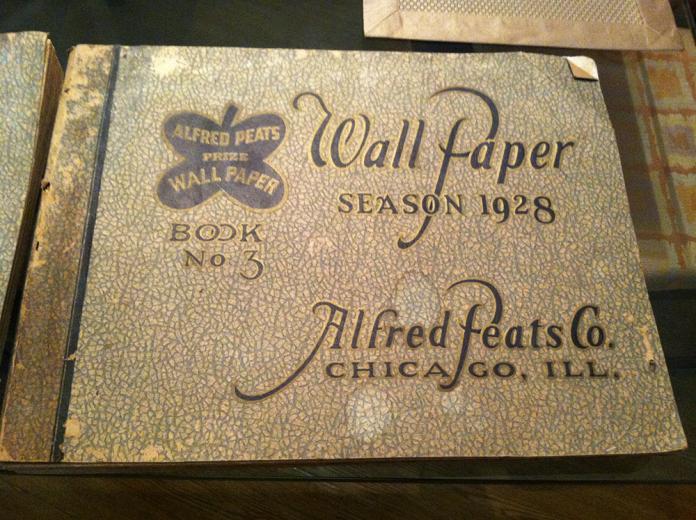 ALFRED PEATS
PRIZE
WALL PAPER
BOOK
No 3
Wall Paper
SEASON 1928
Alfred Peats Co.
CHICAGO, ILL.